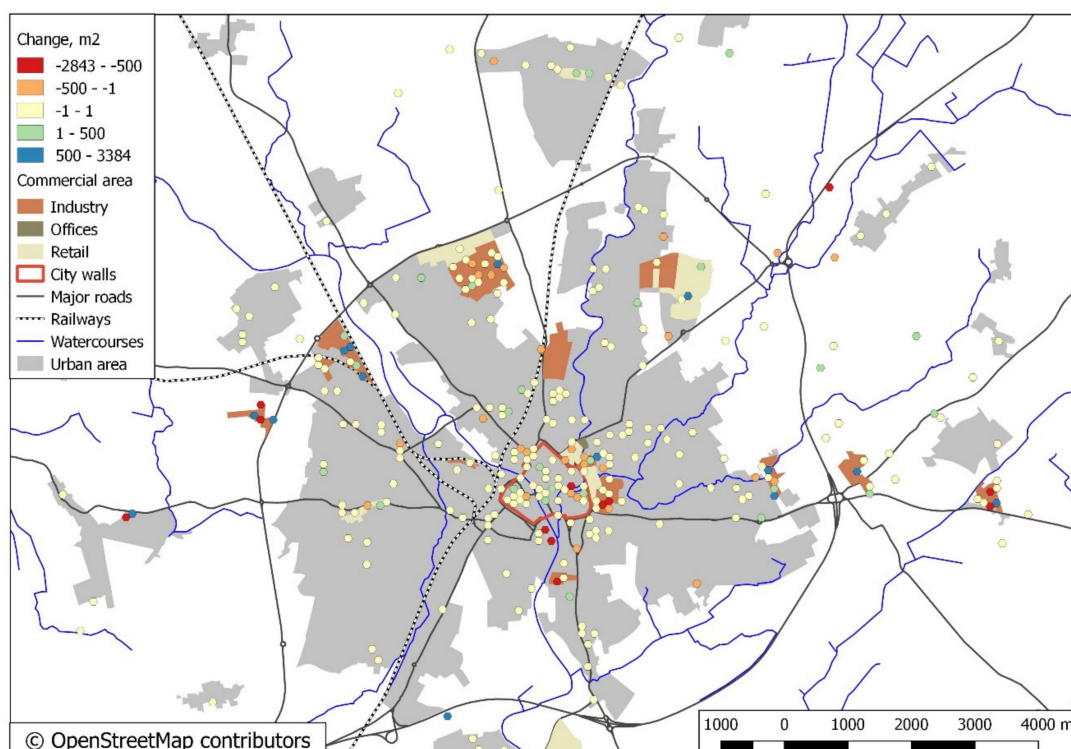 Change, m2
-2843 - -500
-500 - -1
-1 - 1
1 - 500
500 - 3384
Commercial area
Industry
Offices
Retail
City walls
Major roads
Railways
Watercourses
Urban area
© OpenStreetMap contributors
1000 0 1000 2000 3000 4000 m